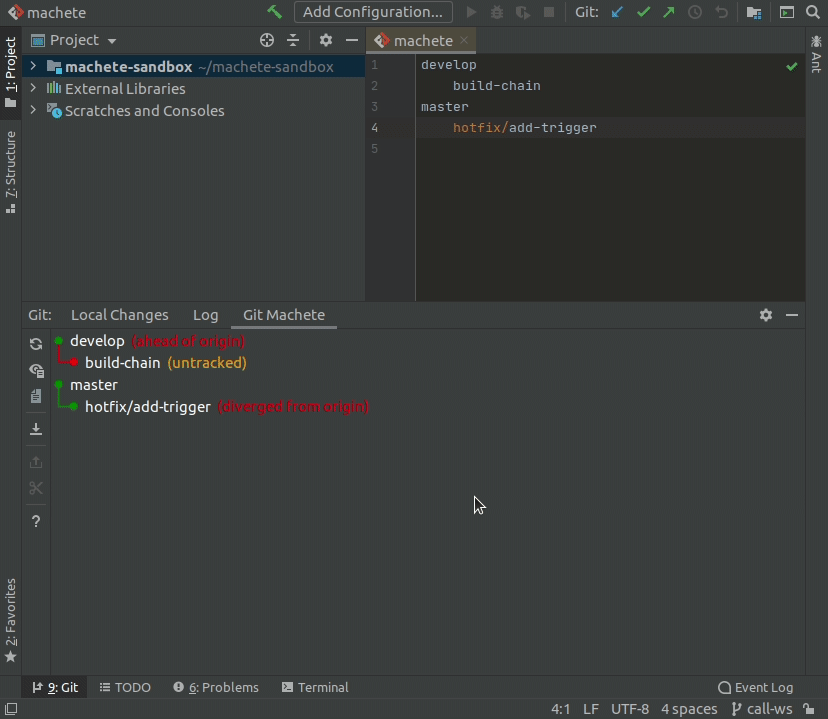 machete
Add Configuration...
Git:
1: Project
7: Structure
2: Favorites
Project
machete-sandbox ~/machete-sandbox
External Libraries
Scratches and Consoles
machete
1 develop
2 build-chain
3 master
4 hotfix/add-trigger
5
Ant
Git: Local Changes Log Git Machete
develop (ahead of origin)
build-chain (untracked)
master
hotfix/add-trigger (diverged from origin)
?
9: Git TODO 6: Problems Terminal Event Log
4:1 LF UTF-8 4 spaces call-ws